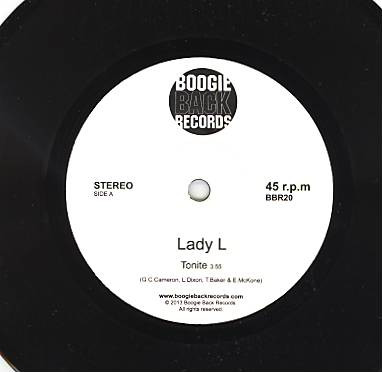 BOOGIE
BACK
RECORDS
STEREO
SIDE A
45 r.p.m
BBR20
Lady L
Tonite 3:55
(G.C.Cameron, L.Dixon, T.Baker & E.McKone)
www.boogiebackrecords.com
© 2013 Boogie Back Records
All rights reserved.